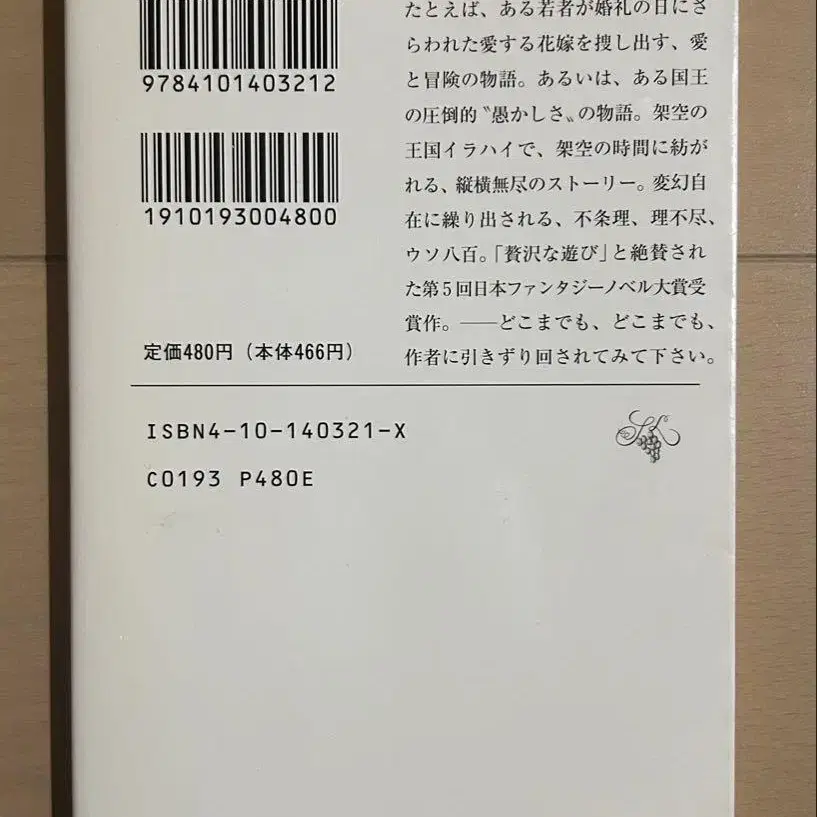 9784101403212
1910193004800
定価480円（本体466円）
たとえば、ある若者が婚礼の日にさ
らわれた愛する花嫁を捜し出す、愛
と冒険の物語。あるいは、ある国王
の圧倒的〝愚かしさ〟の物語。架空の
王国イラハイで、架空の時間に紡が
れる、縦横無尽のストーリー。変幻自
在に繰り出される、不条理、理不尽、
ウソ八百。「贅沢な遊び」と絶賛され
た第5回日本ファンタジーノベル大賞受
賞作。――どこまでも、どこまでも、
作者に引きずり回されてみて下さい。
ISBN4-10-140321-X
C0193 P480E